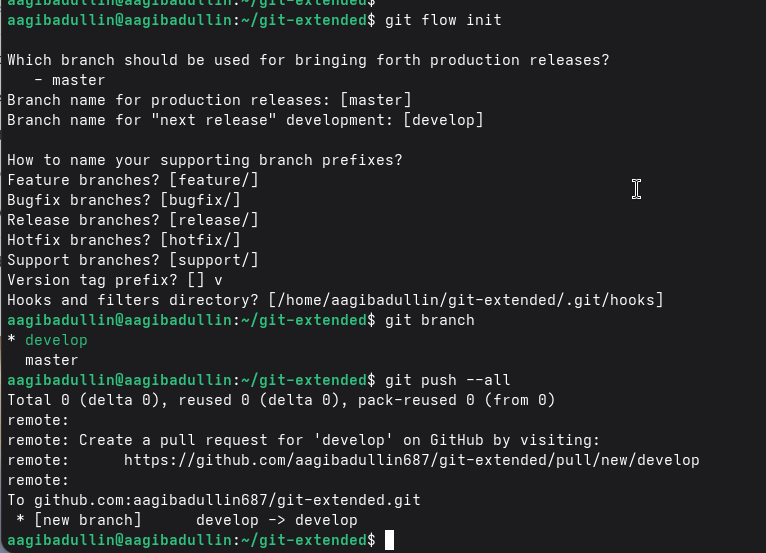 aagibadullin@aagibadullin:~/git-extended$
aagibadullin@aagibadullin:~/git-extended$ git flow init

Which branch should be used for bringing forth production releases?
   - master
Branch name for production releases: [master]
Branch name for "next release" development: [develop]

How to name your supporting branch prefixes?
Feature branches? [feature/]
Bugfix branches? [bugfix/]
Release branches? [release/]
Hotfix branches? [hotfix/]
Support branches? [support/]
Version tag prefix? [] v
Hooks and filters directory? [/home/aagibadullin/git-extended/.git/hooks]
aagibadullin@aagibadullin:~/git-extended$ git branch
* develop
  master
aagibadullin@aagibadullin:~/git-extended$ git push --all
Total 0 (delta 0), reused 0 (delta 0), pack-reused 0 (from 0)
remote:
remote: Create a pull request for 'develop' on GitHub by visiting:
remote:      https://github.com/aagibadullin687/git-extended/pull/new/develop
remote:
To github.com:aagibadullin687/git-extended.git
 * [new branch]      develop -> develop
aagibadullin@aagibadullin:~/git-extended$